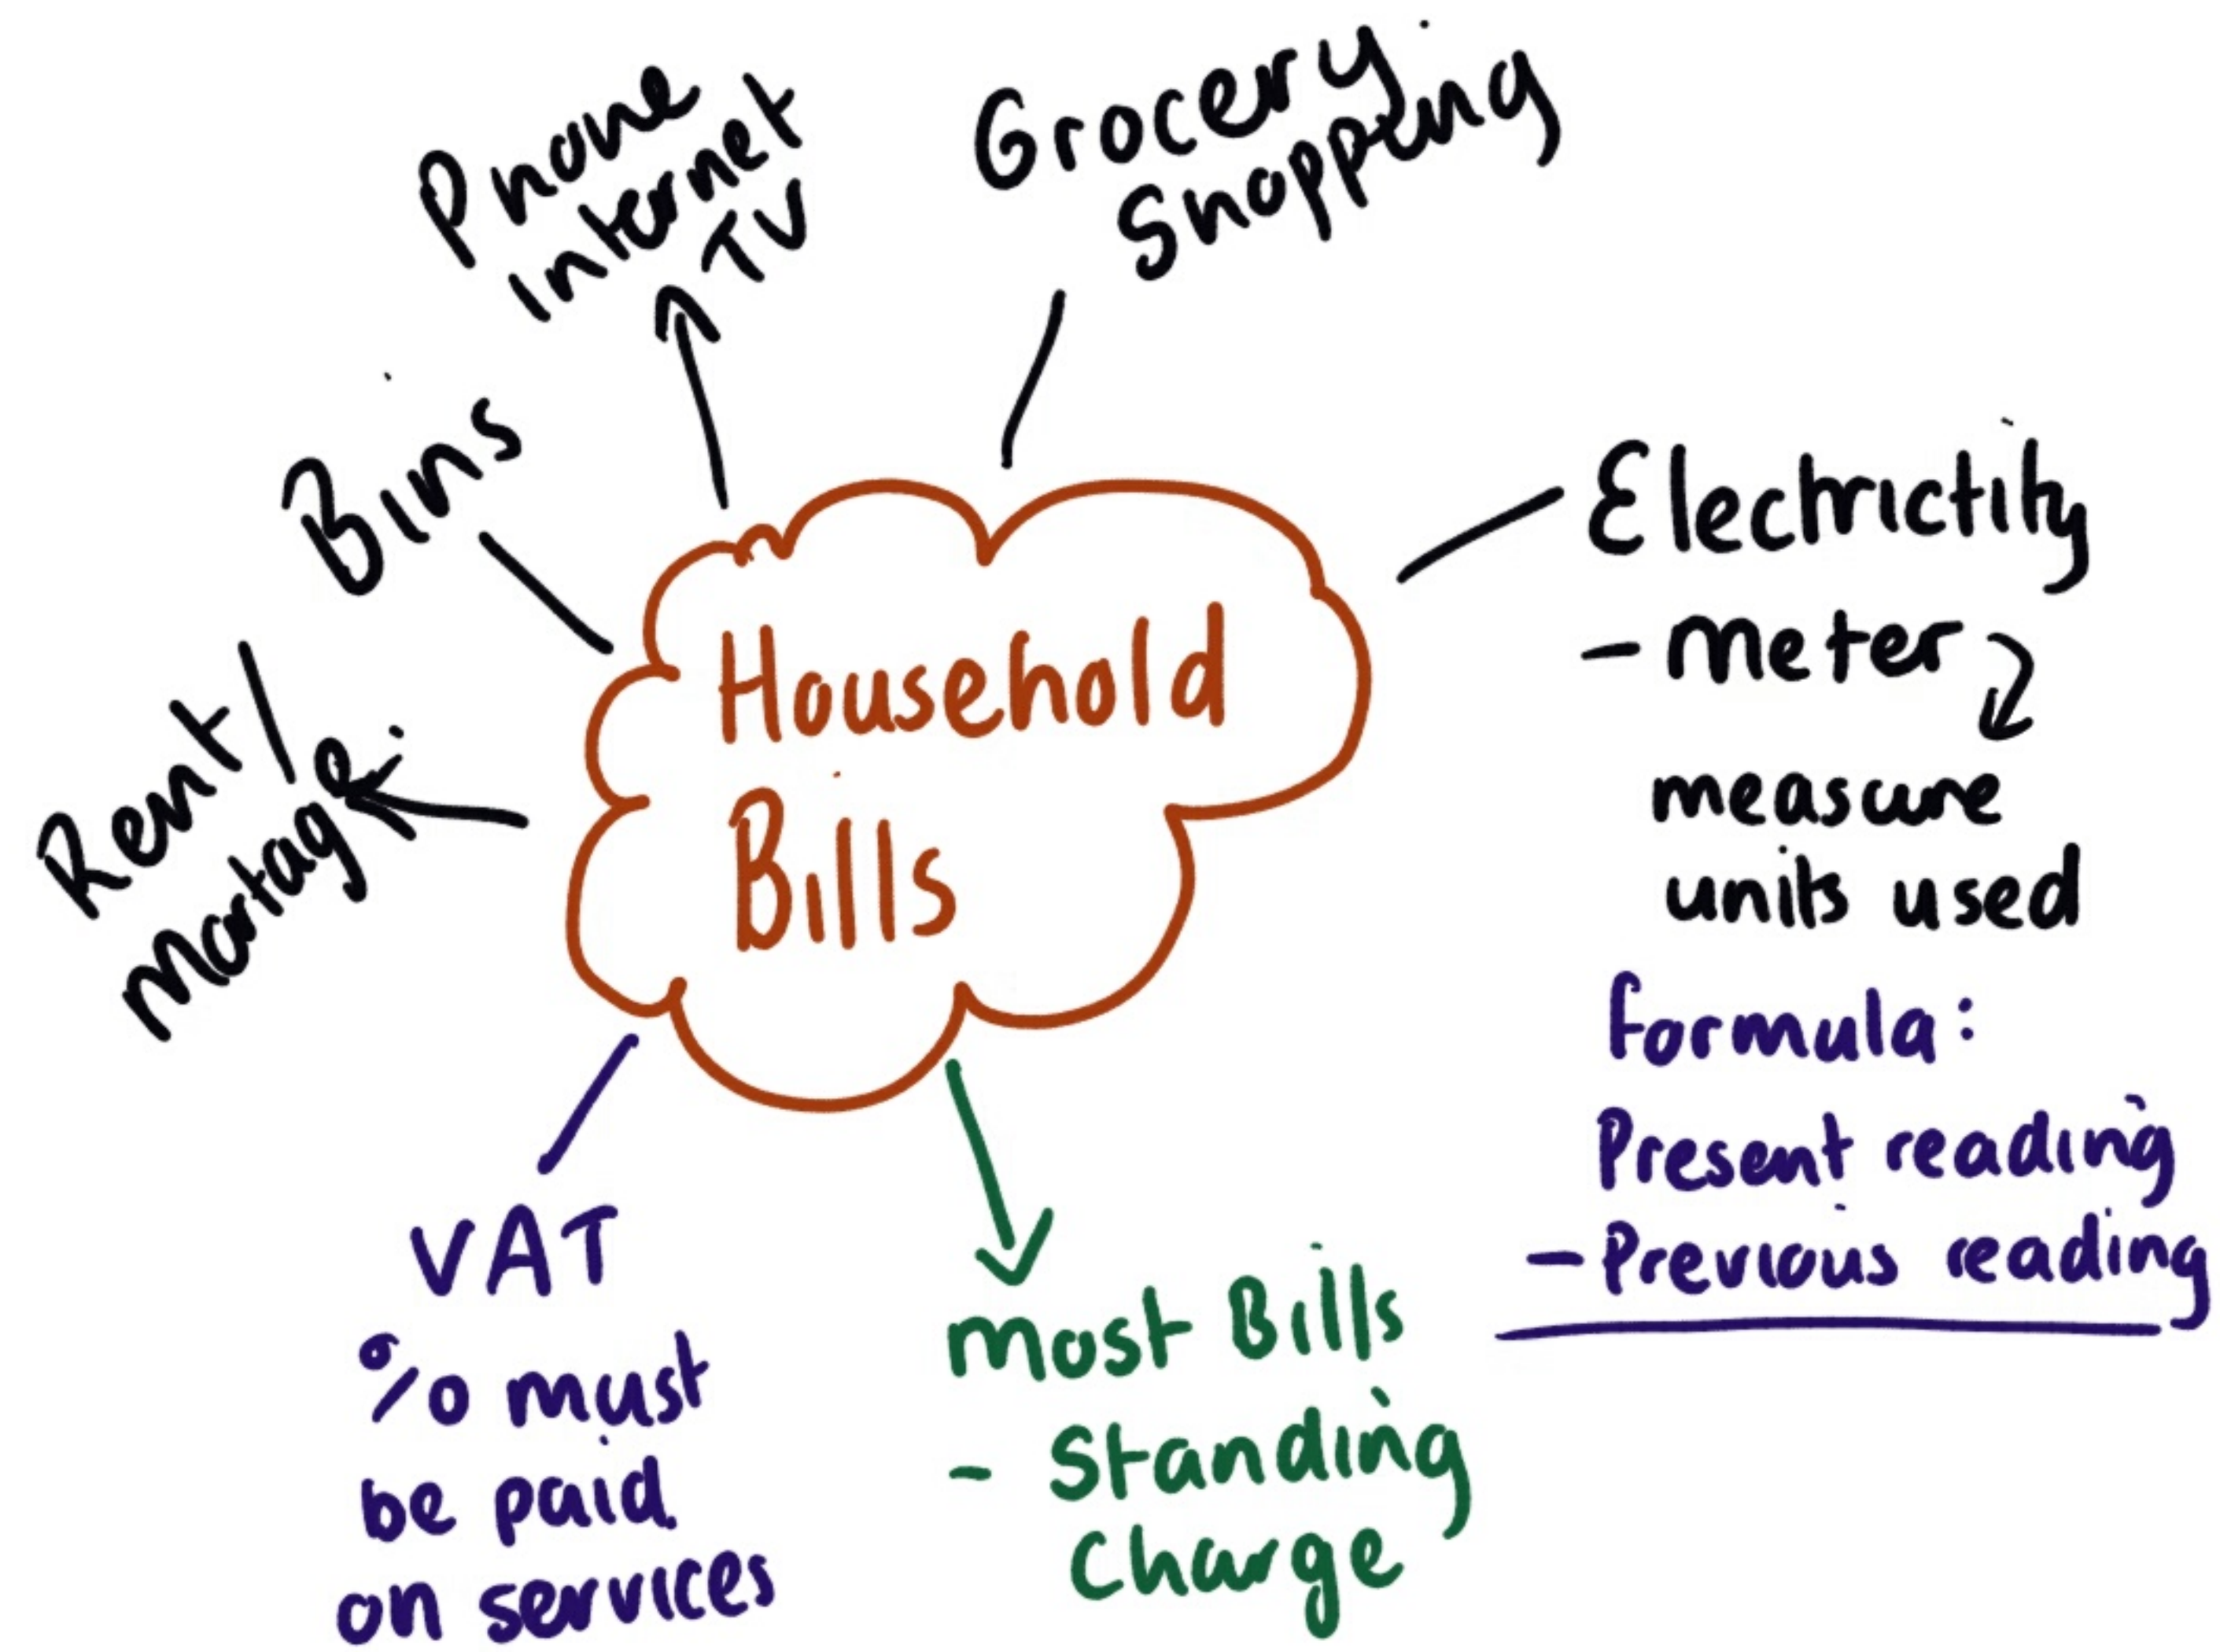 Household
Bills
Phone
Internet
TV
Grocery
Shopping
Electrictity
- Meter
measure
units used
formula:
Present reading
- Previous reading
Most Bills
- Standing
Charge
VAT
% must
be paid
on services
Rent/
Mortage
Bins